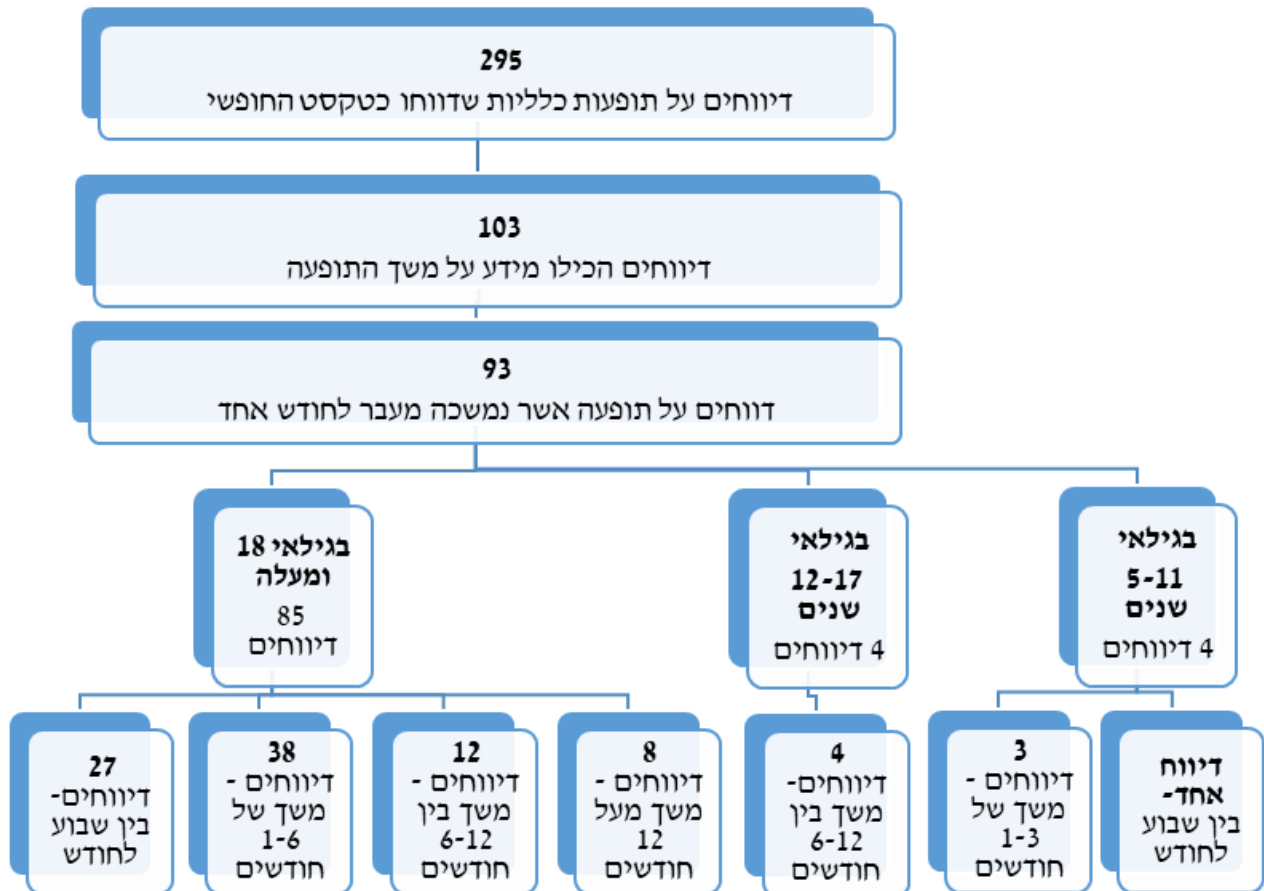 295
דיווחים על תופעות כלליות שדווחו כטקסט החופשי
103
דיווחים הכילו מידע על משך התופעה
93
דווחים על תופעה אשר נמשכה מעבר לחודש אחד
בגילאי
5-11
שנים
4 דיווחים
בגילאי
12-17
שנים
4 דיווחים
בגילאי 18
ומעלה
85
דיווחים
דיווח
אחד-
בין שבוע
לחודש
3
דיווחים -
משך של
1-3
חודשים
4
דיווחים-
משך בין
6-12
חודשים
8
דיווחים -
משך מעל
12
חודשים
12
דיווחים -
משך בין
6-12
חודשים
38
דיווחים -
משך של
1-6
חודשים
27
דיווחים-
בין שבוע
לחודש